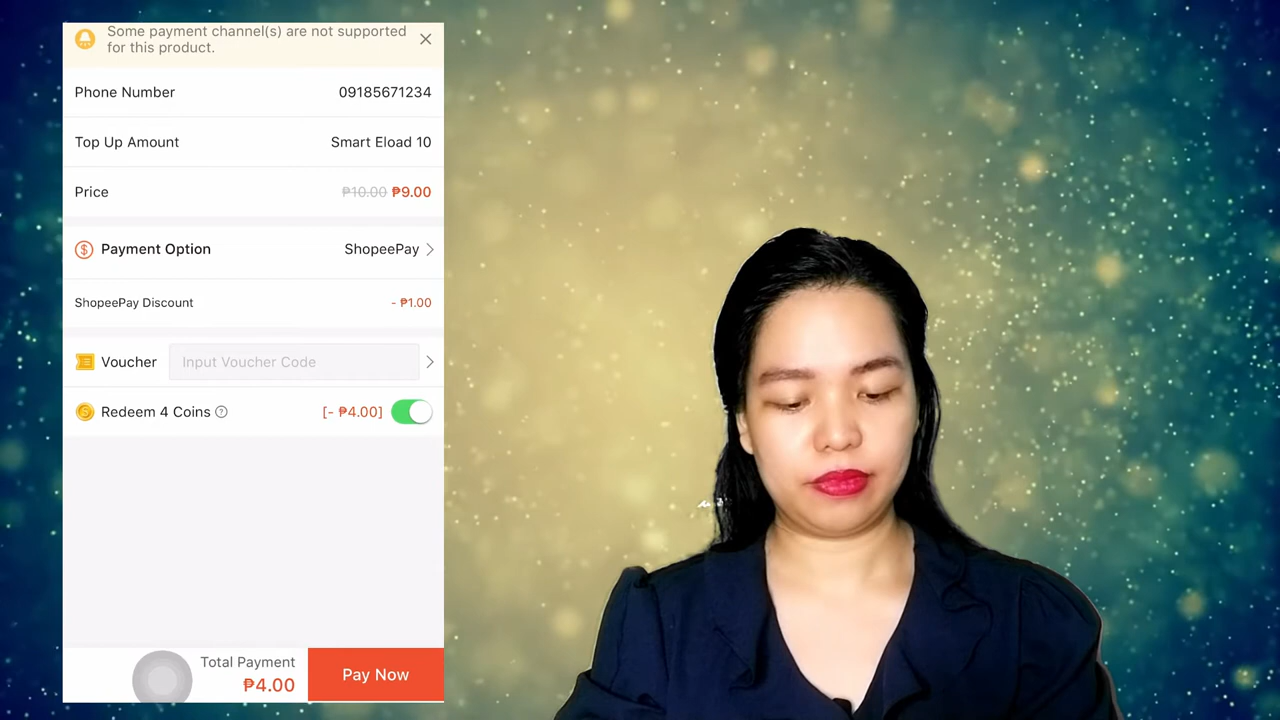 Some payment channel(s) are not supported
for this product.
Phone Number 09185671234
Top Up Amount Smart Eload 10
Price ₱10.00 ₱9.00
Payment Option ShopeePay
ShopeePay Discount - ₱1.00
Voucher Input Voucher Code
Redeem 4 Coins [- ₱4.00]
Total Payment
₱4.00
Pay Now